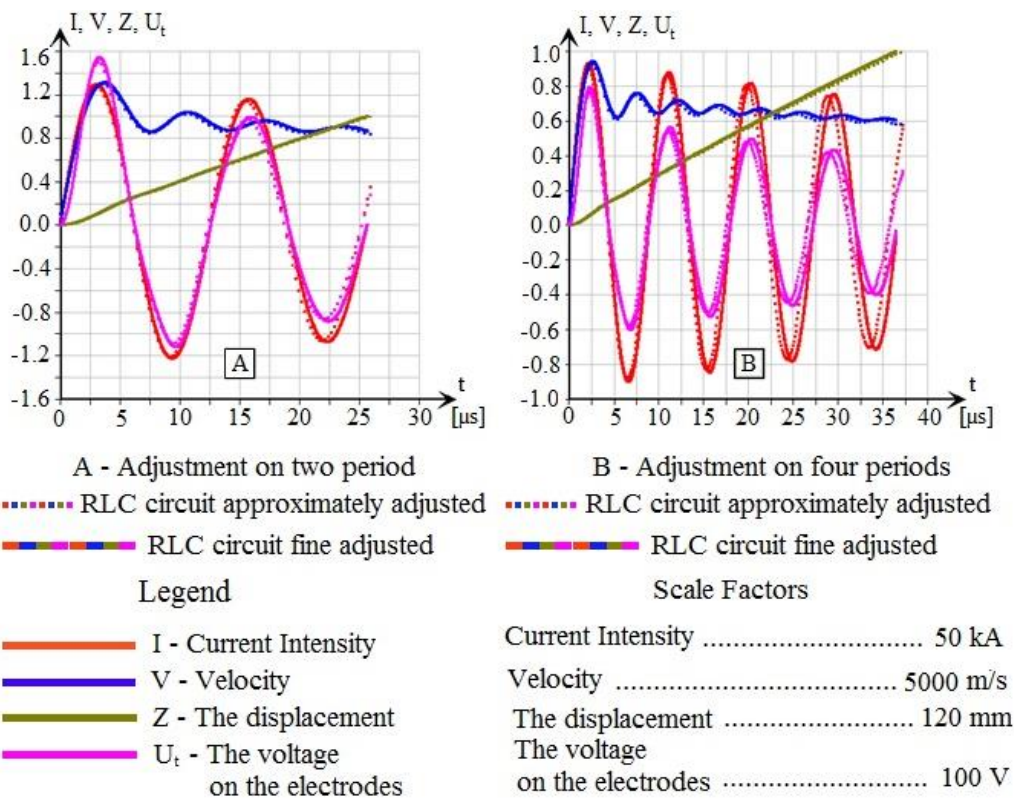 I, V, Z, Uₜ
1.6
1.2
0.8
0.4
0.0
-0.4
-0.8
-1.2
-1.6
0 5 10 15 20 25 30
t
[μs]
A
I, V, Z, Uₜ
1.0
0.8
0.6
0.4
0.2
0.0
-0.2
-0.4
-0.6
-0.8
-1.0
0 5 10 15 20 25 30 35 40
t
[μs]
B
A - Adjustment on two period
RLC circuit approximately adjusted
RLC circuit fine adjusted
B - Adjustment on four periods
RLC circuit approximately adjusted
RLC circuit fine adjusted
Legend
I - Current Intensity
V - Velocity
Z - The displacement
Uₜ - The voltage
on the electrodes
Scale Factors
Current Intensity ................................ 50 kA
Velocity ......................................... 5000 m/s
The displacement ............................ 120 mm
The voltage
on the electrodes .............................. 100 V